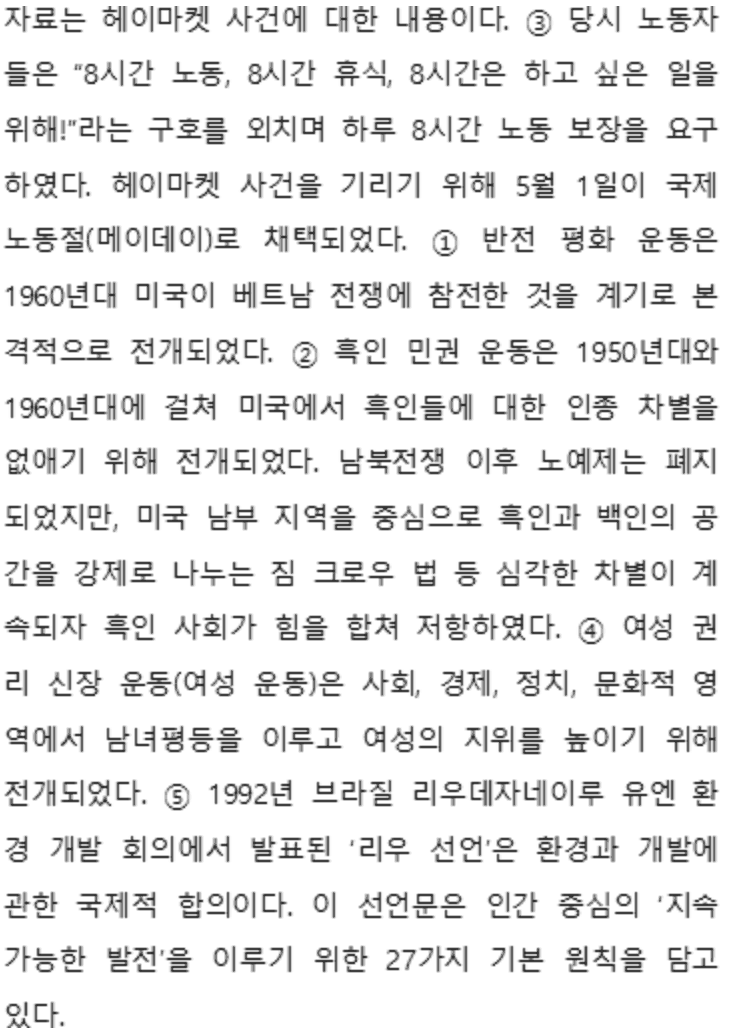 자료는 헤이마켓 사건에 대한 내용이다. ③ 당시 노동자
들은 “8시간 노동, 8시간 휴식, 8시간은 하고 싶은 일을
위해!”라는 구호를 외치며 하루 8시간 노동 보장을 요구
하였다. 헤이마켓 사건을 기리기 위해 5월 1일이 국제
노동절(메이데이)로 채택되었다. ① 반전 평화 운동은
1960년대 미국이 베트남 전쟁에 참전한 것을 계기로 본
격적으로 전개되었다. ② 흑인 민권 운동은 1950년대와
1960년대에 걸쳐 미국에서 흑인들에 대한 인종 차별을
없애기 위해 전개되었다. 남북전쟁 이후 노예제는 폐지
되었지만, 미국 남부 지역을 중심으로 흑인과 백인의 공
간을 강제로 나누는 짐 크로우 법 등 심각한 차별이 계
속되자 흑인 사회가 힘을 합쳐 저항하였다. ④ 여성 권
리 신장 운동(여성 운동)은 사회, 경제, 정치, 문화적 영
역에서 남녀평등을 이루고 여성의 지위를 높이기 위해
전개되었다. ⑤ 1992년 브라질 리우데자네이루 유엔 환
경 개발 회의에서 발표된 ‘리우 선언’은 환경과 개발에
관한 국제적 합의이다. 이 선언문은 인간 중심의 ‘지속
가능한 발전’을 이루기 위한 27가지 기본 원칙을 담고
있다.